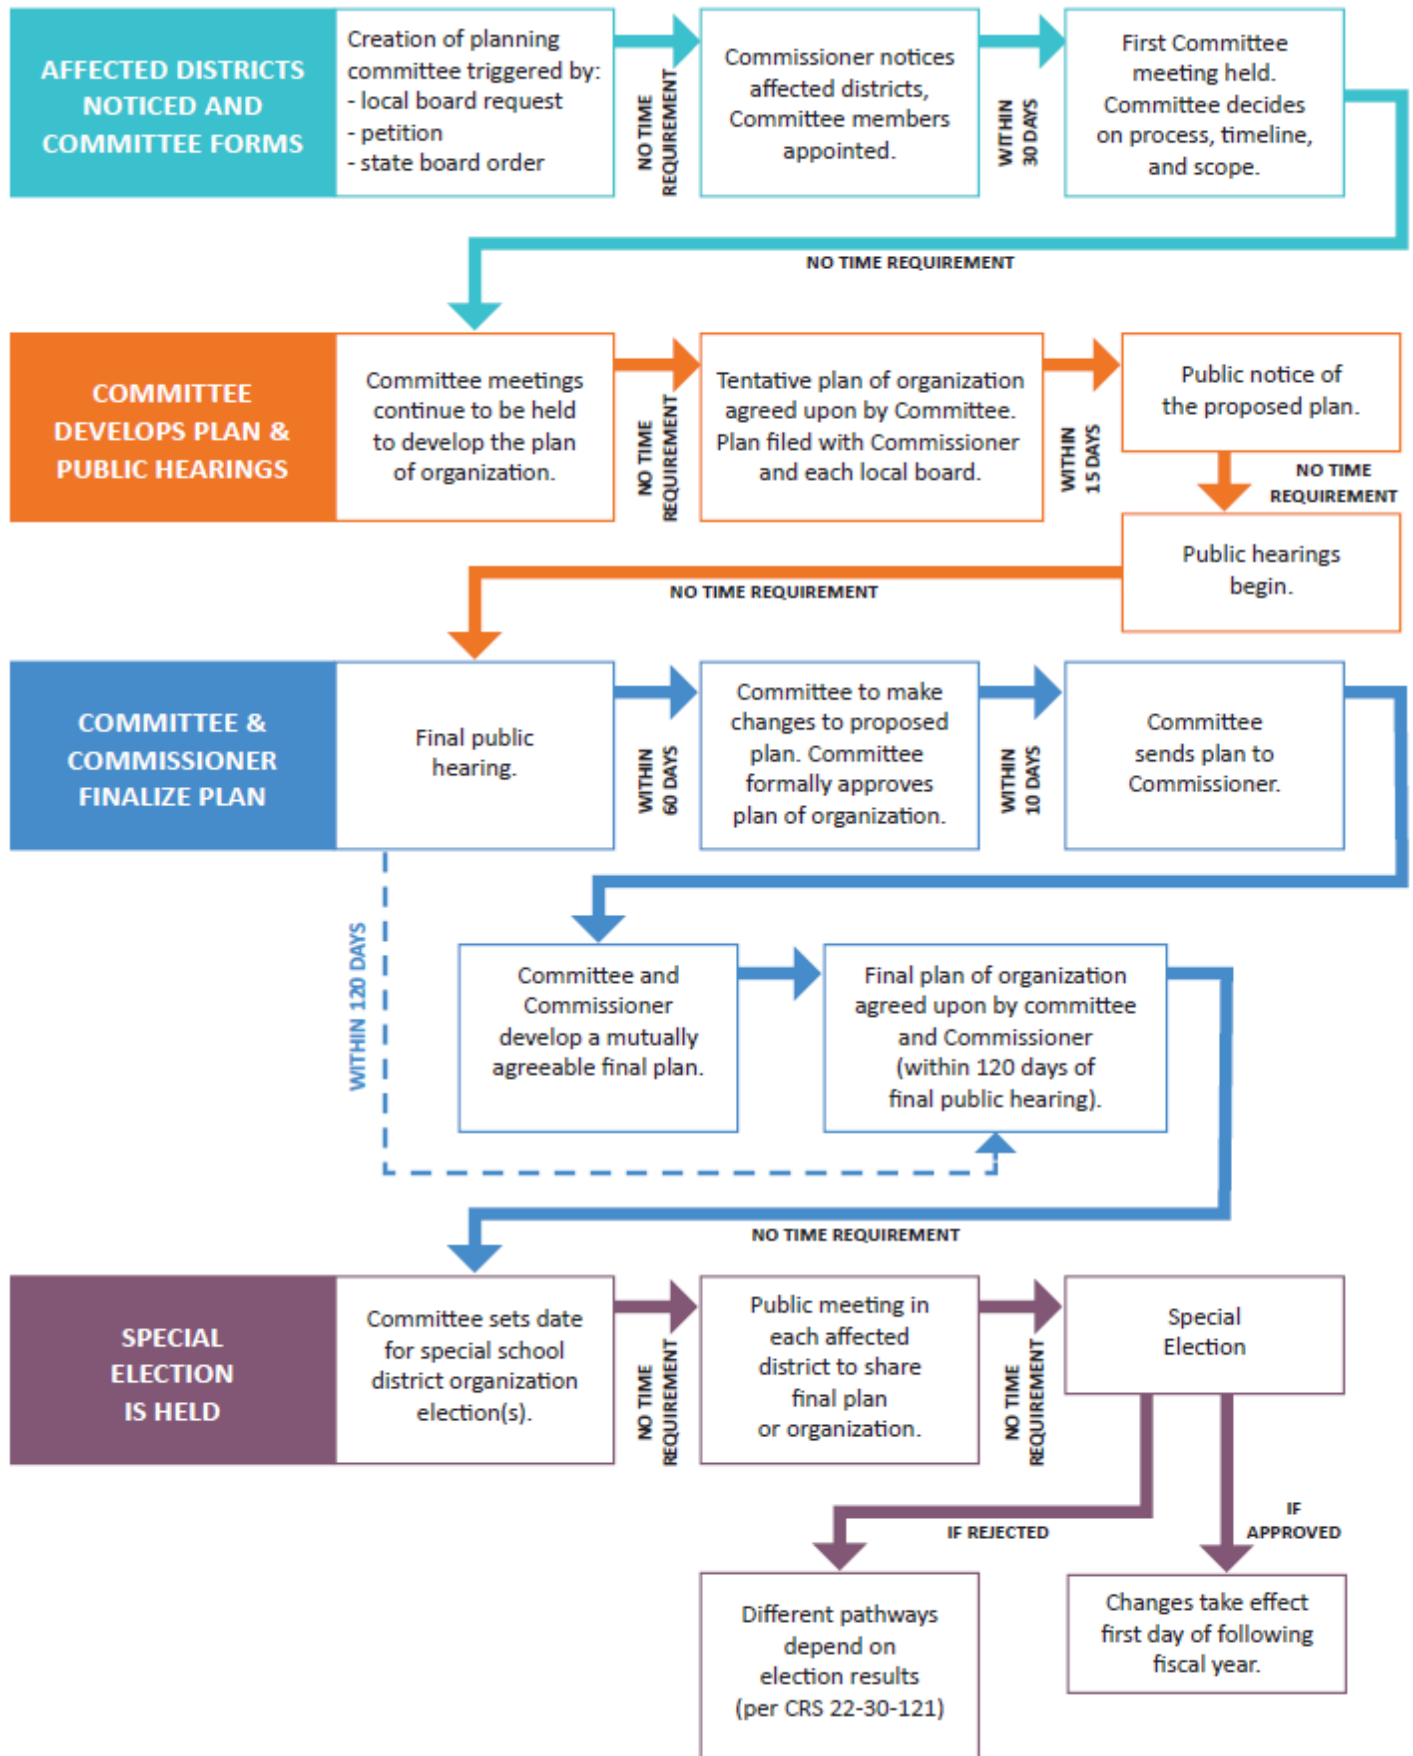 AFFECTED DISTRICTS
NOTICED AND
COMMITTEE FORMS
Creation of planning
committee triggered by:
- local board request
- petition
- state board order
NO TIME
REQUIREMENT
Commissioner notices
affected districts,
Committee members
appointed.
WITHIN
30 DAYS
First Committee
meeting held.
Committee decides
on process, timeline,
and scope.
NO TIME REQUIREMENT
COMMITTEE
DEVELOPS PLAN &
PUBLIC HEARINGS
Committee meetings
continue to be held
to develop the plan
of organization.
NO TIME
REQUIREMENT
Tentative plan of organization
agreed upon by Committee.
Plan filed with Commissioner
and each local board.
WITHIN
15 DAYS
Public notice of
the proposed plan.
NO TIME
REQUIREMENT
Public hearings
begin.
NO TIME REQUIREMENT
COMMITTEE &
COMMISSIONER
FINALIZE PLAN
Final public
hearing.
WITHIN
60 DAYS
Committee to make
changes to proposed
plan. Committee
formally approves
plan of organization.
WITHIN
10 DAYS
Committee
sends plan to
Commissioner.
WITHIN 120 DAYS
Committee and
Commissioner
develop a mutually
agreeable final plan.
Final plan of organization
agreed upon by committee
and Commissioner
(within 120 days of
final public hearing).
NO TIME REQUIREMENT
SPECIAL
ELECTION
IS HELD
Committee sets date
for special school
district organization
election(s).
NO TIME
REQUIREMENT
Public meeting in
each affected
district to share
final plan
or organization.
NO TIME
REQUIREMENT
Special
Election
IF REJECTED
IF
APPROVED
Different pathways
depend on
election results
(per CRS 22-30-121)
Changes take effect
first day of following
fiscal year.